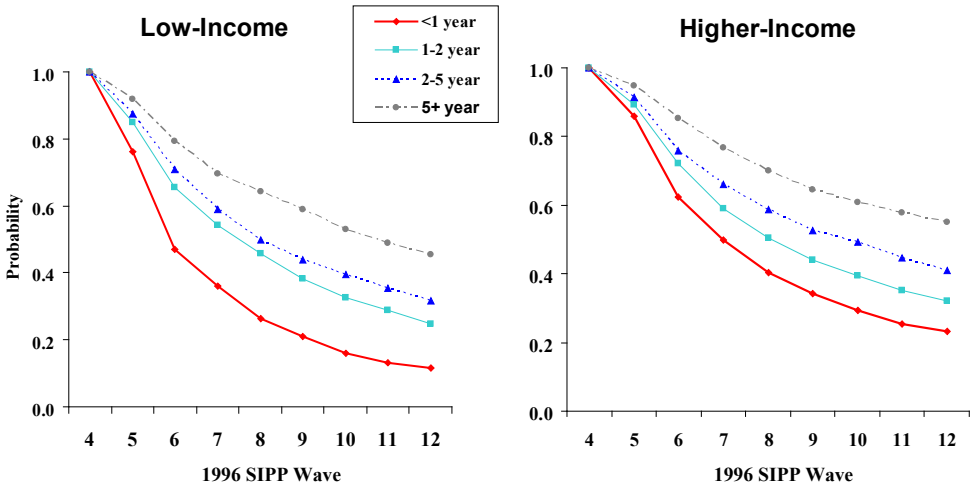 Low-Income
<1 year
1-2 year
2-5 year
5+ year
Higher-Income
Probability
1.0
0.8
0.6
0.4
0.2
0.0
4 5 6 7 8 9 10 11 12
1996 SIPP Wave
1.0
0.8
0.6
0.4
0.2
0.0
4 5 6 7 8 9 10 11 12
1996 SIPP Wave